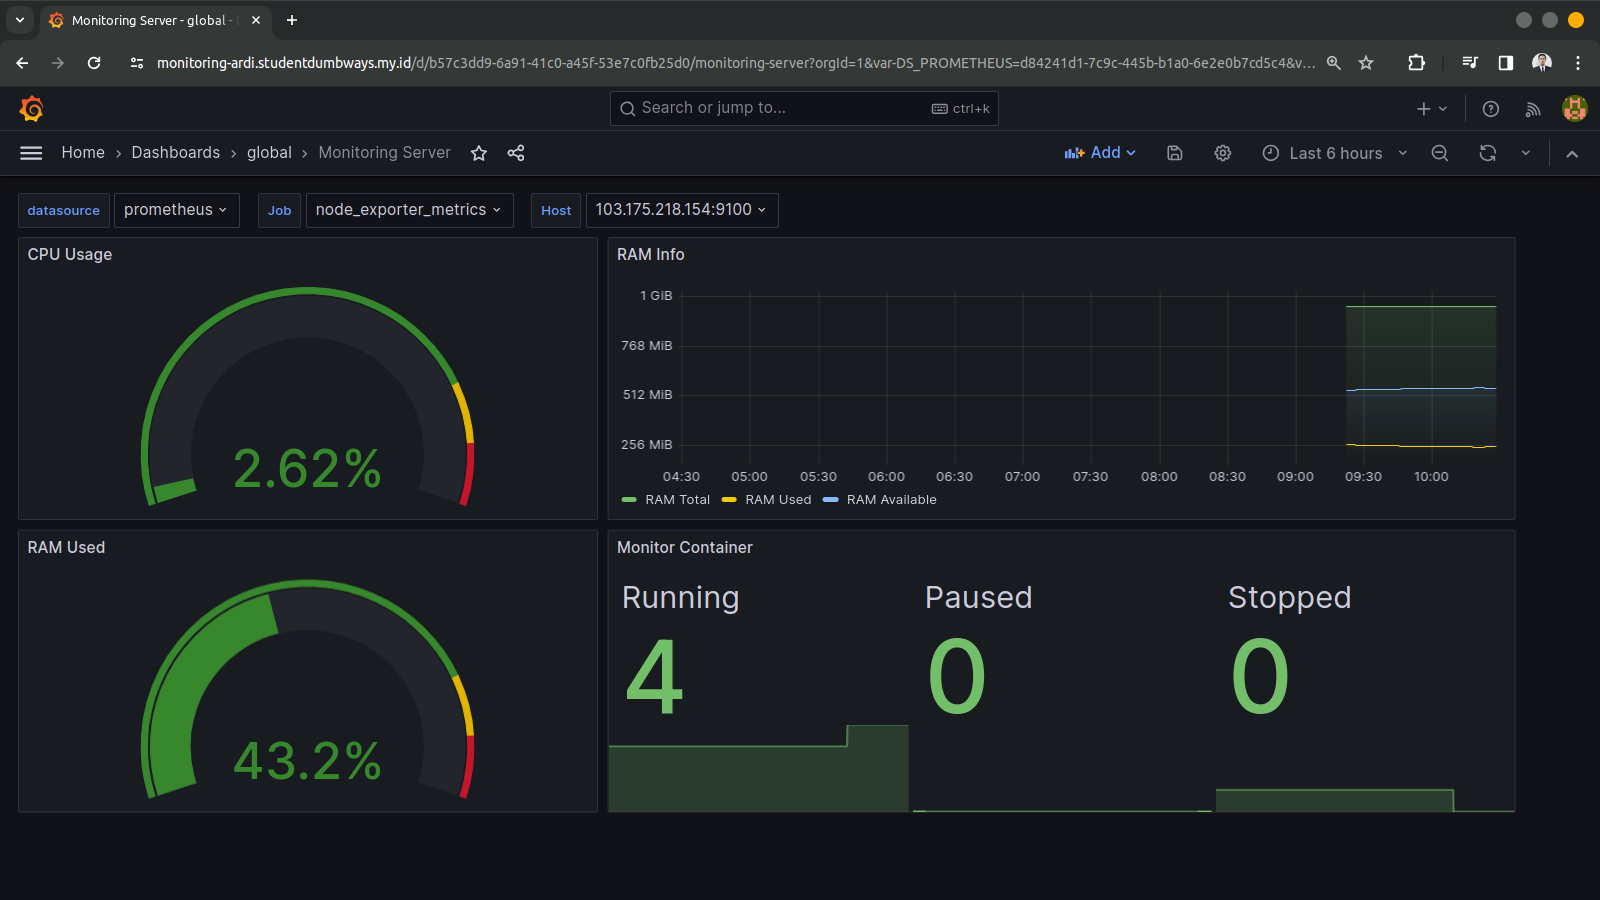 Monitoring Server - global -
monitoring-ardi.studentdumbways.my.id/d/b57c3dd9-6a91-41c0-a45f-53e7c0fb25d0/monitoring-server?orgId=1&var-DS_PROMETHEUS=d84241d1-7c9c-445b-b1a0-6e2e0b7cd5c4&v...
Search or jump to...
ctrl+k
Home › Dashboards › global › Monitoring Server
Add
Last 6 hours
datasource prometheus Job node_exporter_metrics Host 103.175.218.154:9100
CPU Usage
2.62%
RAM Info
1 GiB
768 MiB
512 MiB
256 MiB
04:30 05:00 05:30 06:00 06:30 07:00 07:30 08:00 08:30 09:00 09:30 10:00
RAM Total RAM Used RAM Available
RAM Used
43.2%
Monitor Container
Running Paused Stopped
4 0 0